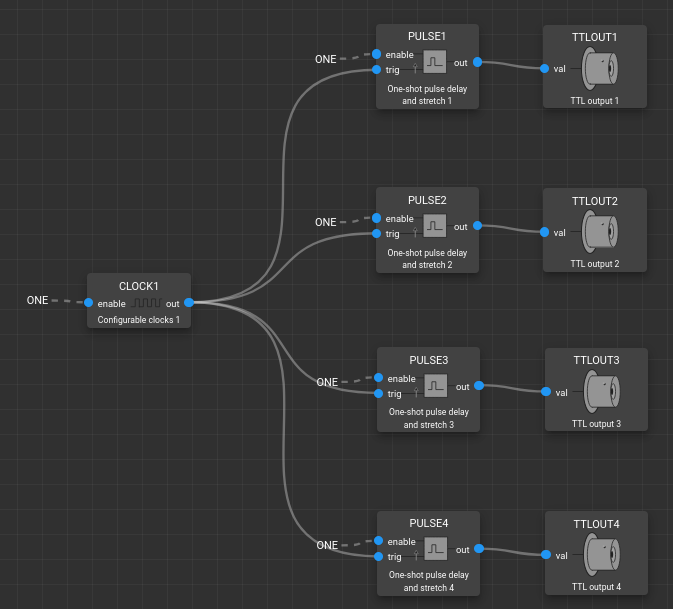 PULSE1
ONE
enable
trig
out
One-shot pulse delay
and stretch 1
TTLOUT1
val
TTL output 1
PULSE2
ONE
enable
trig
out
One-shot pulse delay
and stretch 2
TTLOUT2
val
TTL output 2
CLOCK1
ONE
enable
out
Configurable clocks 1
PULSE3
ONE
enable
trig
out
One-shot pulse delay
and stretch 3
TTLOUT3
val
TTL output 3
PULSE4
ONE
enable
trig
out
One-shot pulse delay
and stretch 4
TTLOUT4
val
TTL output 4